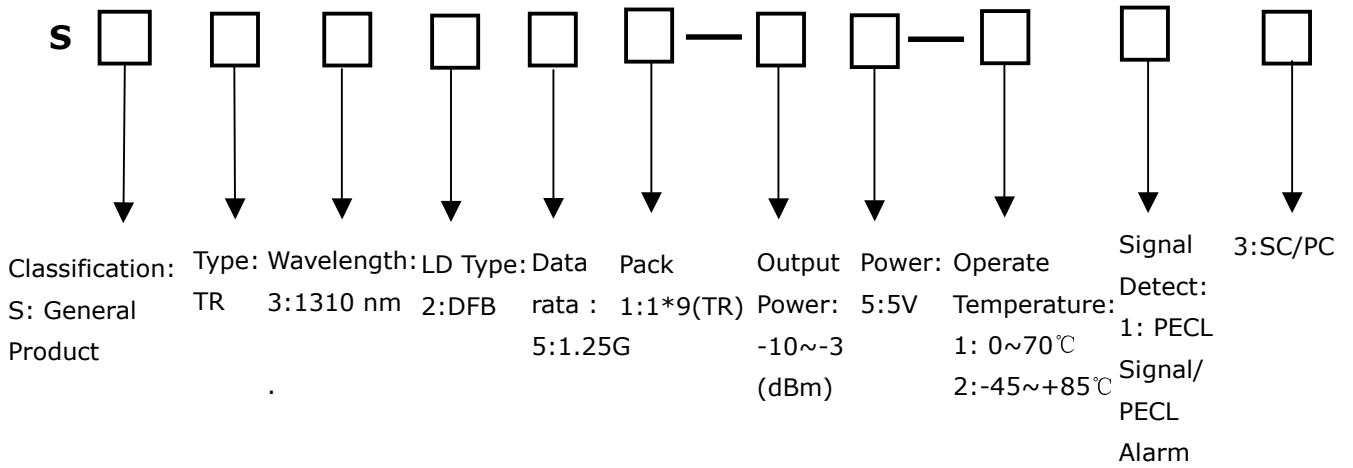 S
Classification:
S: General
Product
Type:
TR
Wavelength:
3:1310 nm
.
LD Type:
2:DFB
Data
rata :
5:1.25G
Pack
1:1*9(TR)
Output
Power:
-10~-3
(dBm)
Power:
5:5V
Operate
Temperature:
1: 0~70℃
2:-45~+85℃
Signal
Detect:
1: PECL
Signal/
PECL
Alarm
3:SC/PC